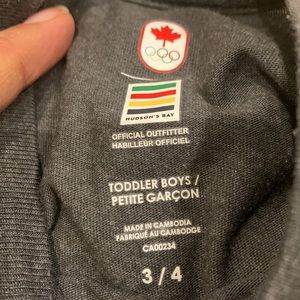 HUDSON'S BAY
OFFICIAL OUTFITTER
HABILLEUR OFFICIEL
TODDLER BOYS /
PETITE GARÇON
MADE IN CAMBODIA
FABRIQUÉ AU CAMBODGE
CA00234
3 / 4